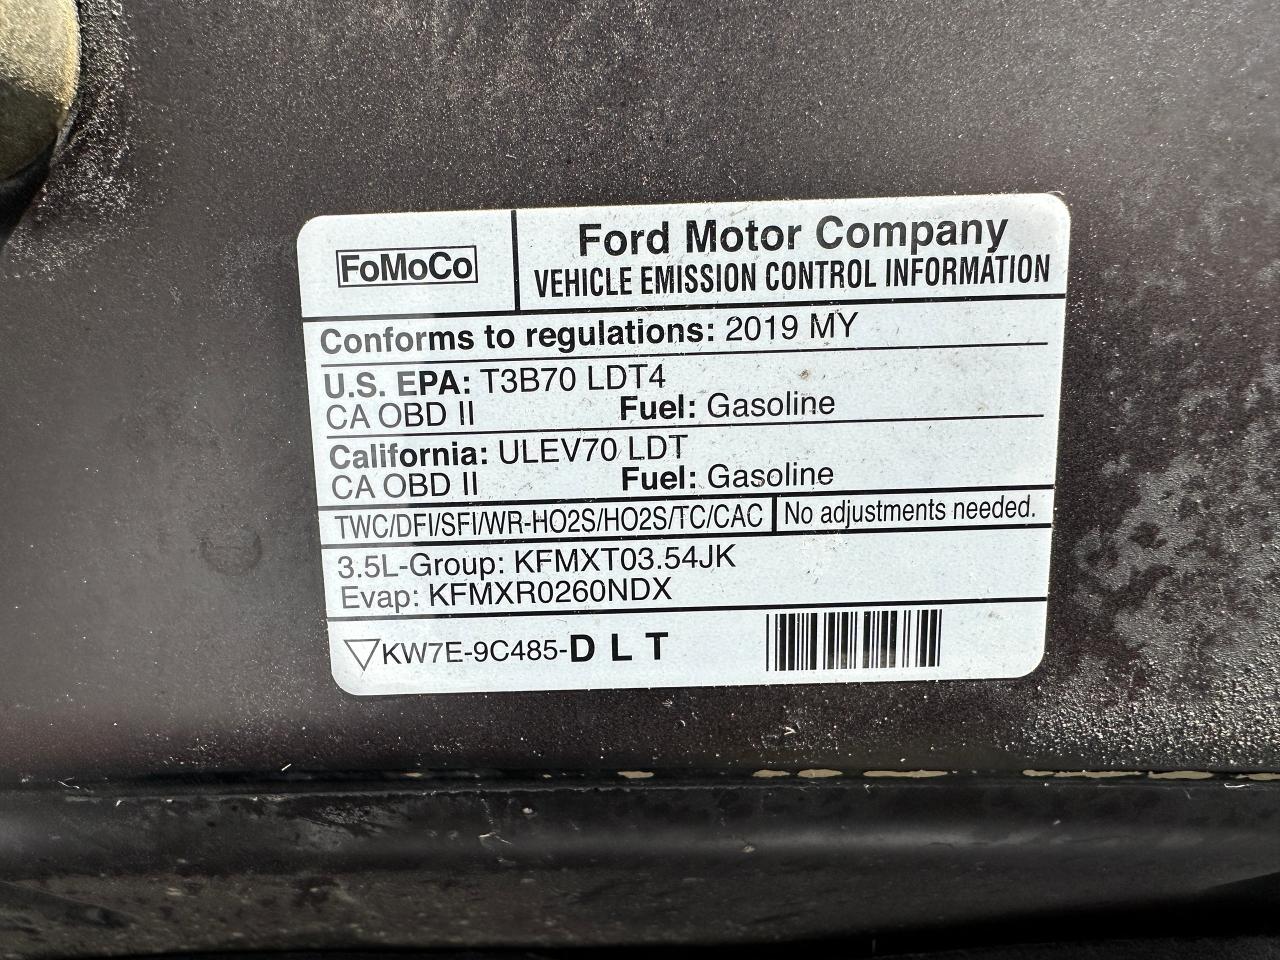 FoMoCo
Ford Motor Company
VEHICLE EMISSION CONTROL INFORMATION
Conforms to regulations: 2019 MY
U.S. EPA: T3B70 LDT4
CA OBD II Fuel: Gasoline
California: ULEV70 LDT
CA OBD II Fuel: Gasoline
TWC/DFI/SFI/WR-HO2S/HO2S/TC/CAC No adjustments needed.
3.5L-Group: KFMXT03.54JK
Evap: KFMXR0260NDX
▽KW7E-9C485-D L T